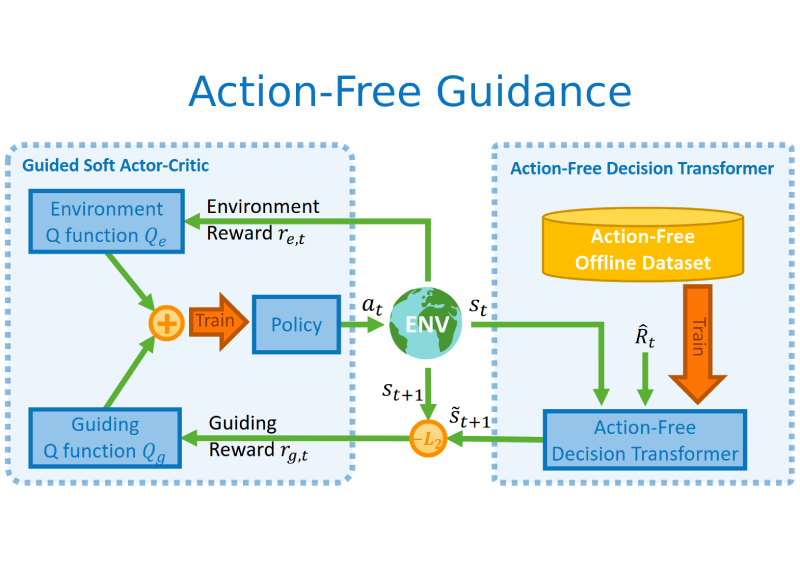 Action-Free Guidance
Guided Soft Actor-Critic
Environment
Q function Q_e
Environment
Reward r_{e,t}
+
Train
Policy
a_t
ENV
s_t
s_{t+1}
Guiding
Q function Q_g
Guiding
Reward r_{g,t}
-L_2
s̃_{t+1}
Action-Free Decision Transformer
Action-Free
Offline Dataset
R̂_t
Train
Action-Free
Decision Transformer